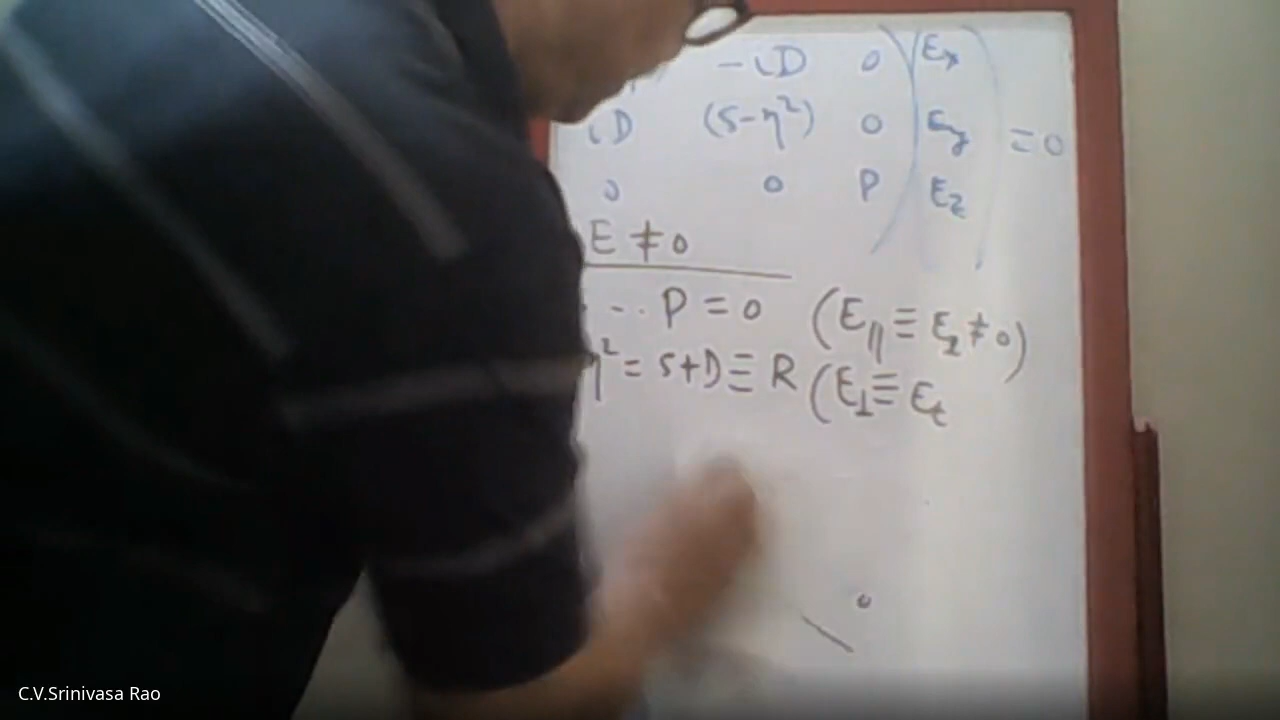 -iD 0 Ex
iD (S-η²) 0 Ey = 0
0 0 P Ez
E ≠ 0
... P = 0 (E∥ ≡ Ez ≠ 0)
η² = S+D ≡ R (E⊥ ≡ Et
0
C.V.Srinivasa Rao